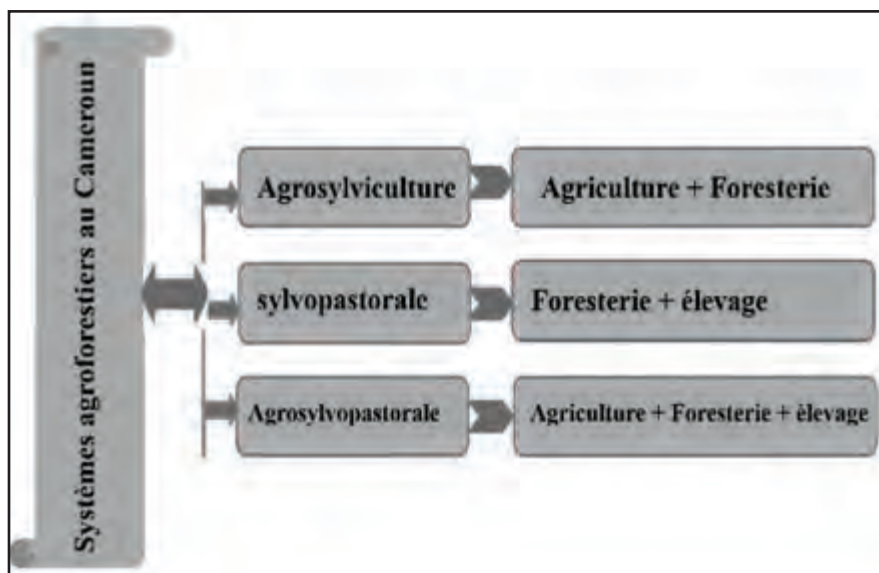 Systèmes agroforestiers au Cameroun
Agrosylviculture
Agriculture + Foresterie
sylvopastorale
Foresterie + élevage
Agrosylvopastorale
Agriculture + Foresterie + èlevage